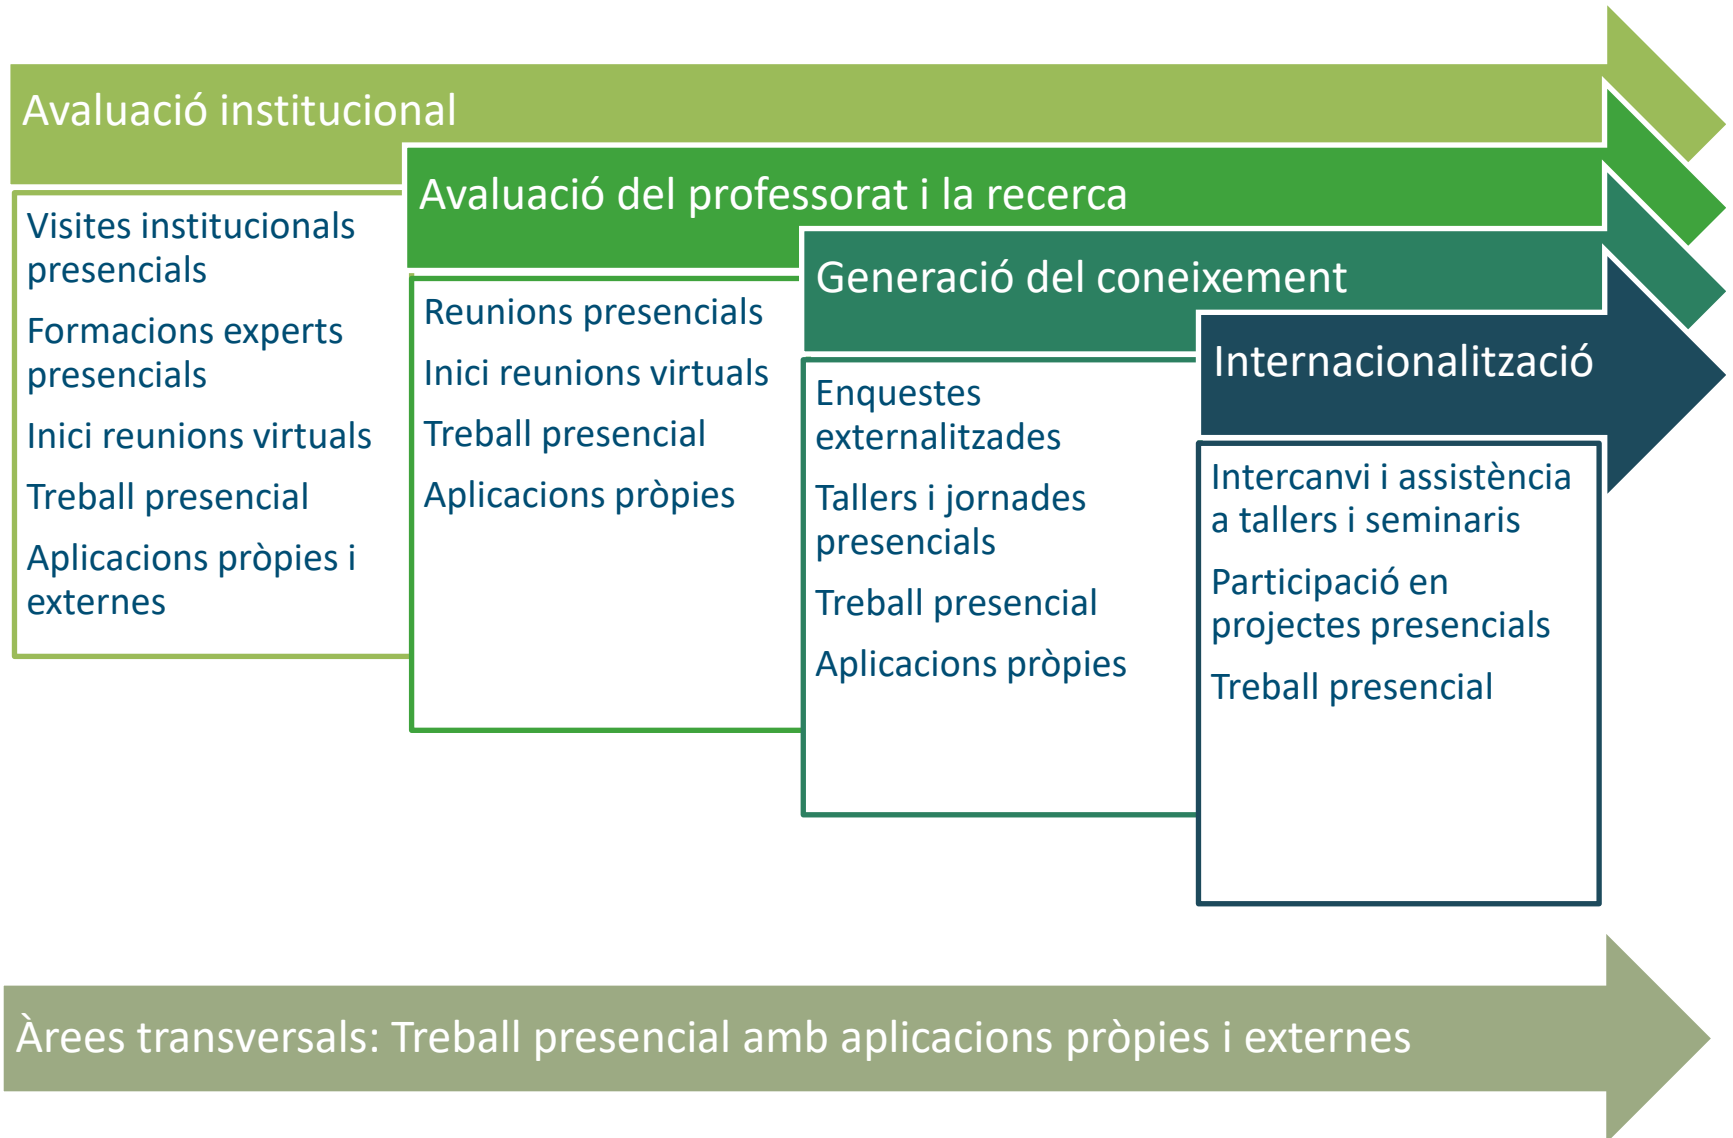 Avaluació institucional
Visites institucionals
presencials
Formacions experts
presencials
Inici reunions virtuals
Treball presencial
Aplicacions pròpies i
externes
Avaluació del professorat i la recerca
Reunions presencials
Inici reunions virtuals
Treball presencial
Aplicacions pròpies
Generació del coneixement
Enquestes
externalitzades
Tallers i jornades
presencials
Treball presencial
Aplicacions pròpies
Internacionalització
Intercanvi i assistència
a tallers i seminaris
Participació en
projectes presencials
Treball presencial
Àrees transversals: Treball presencial amb aplicacions pròpies i externes